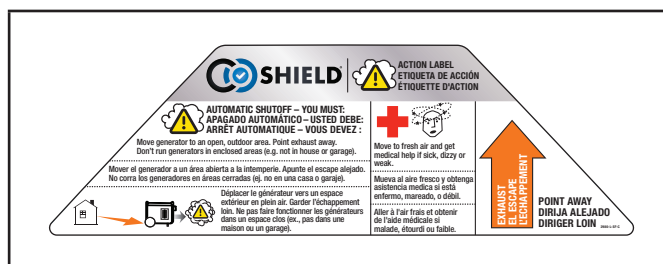 CO SHIELD
ACTION LABEL
ETIQUETA DE ACCIÓN
ÉTIQUETTE D'ACTION
AUTOMATIC SHUTOFF – YOU MUST:
APAGADO AUTOMÁTICO – USTED DEBE:
ARRÊT AUTOMATIQUE – VOUS DEVEZ :
Move generator to an open, outdoor area. Point exhaust away.
Don't run generators in enclosed areas (e.g. not in house or garage).
Mover el generador a un área abierta a la intemperie. Apunte el escape alejado.
No corra los generadores en áreas cerradas (ej. no en una casa o garaje).
Déplacer le générateur vers un espace
extérieur en plein air. Garder l'échappement
loin. Ne pas faire fonctionner les générateurs
dans un espace clos (ex., pas dans une
maison ou un garage).
Move to fresh air and get
medical help if sick, dizzy or
weak.
Mueva al aire fresco y obtenga
asistencia medica si está
enfermo, mareado, o débil.
Aller à l'air frais et obtenir
de l'aide médicale si
malade, étourdi ou faible.
EXHAUST
EL ESCAPE
L'ÉCHAPPEMENT
POINT AWAY
DIRIJA ALEJADO
DIRIGER LOIN